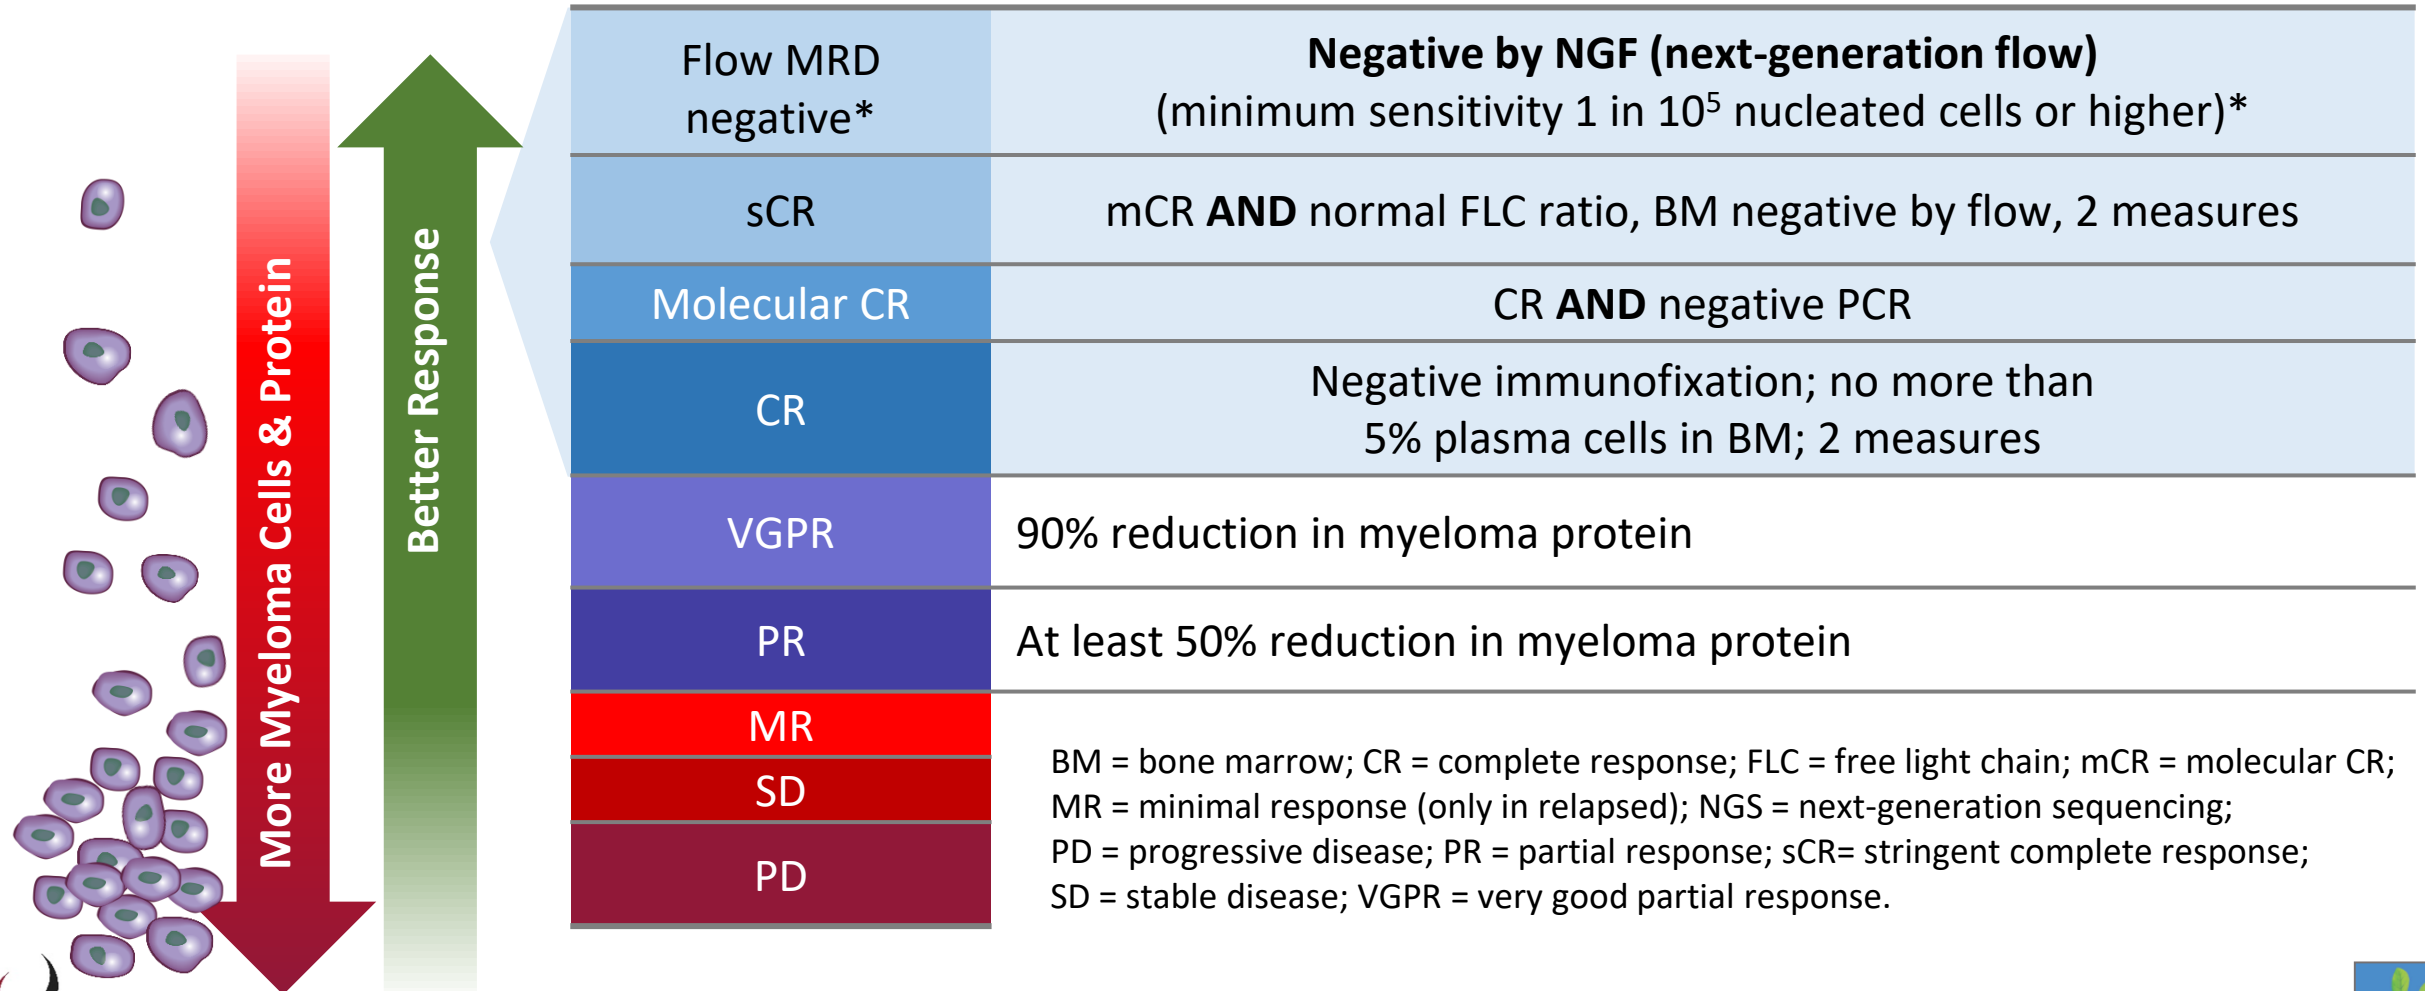 More Myeloma Cells & Protein
Better Response
Flow MRD
negative*
Negative by NGF (next-generation flow)
(minimum sensitivity 1 in 10⁵ nucleated cells or higher)*
sCR
mCR AND normal FLC ratio, BM negative by flow, 2 measures
Molecular CR
CR AND negative PCR
CR
Negative immunofixation; no more than
5% plasma cells in BM; 2 measures
VGPR
90% reduction in myeloma protein
PR
At least 50% reduction in myeloma protein
MR
SD
PD
BM = bone marrow; CR = complete response; FLC = free light chain; mCR = molecular CR;
MR = minimal response (only in relapsed); NGS = next-generation sequencing;
PD = progressive disease; PR = partial response; sCR= stringent complete response;
SD = stable disease; VGPR = very good partial response.